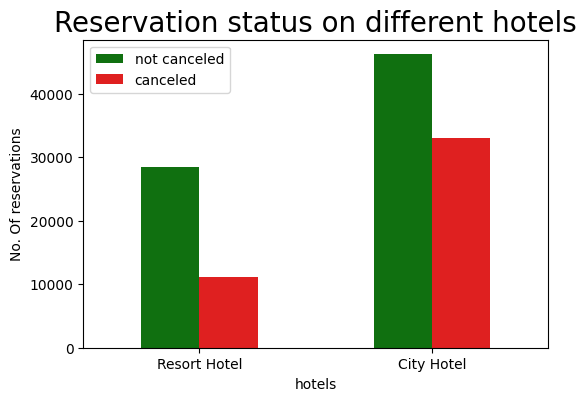 Reservation status on different hotels
not canceled
canceled
No. Of reservations
40000
30000
20000
10000
0
Resort Hotel
City Hotel
hotels